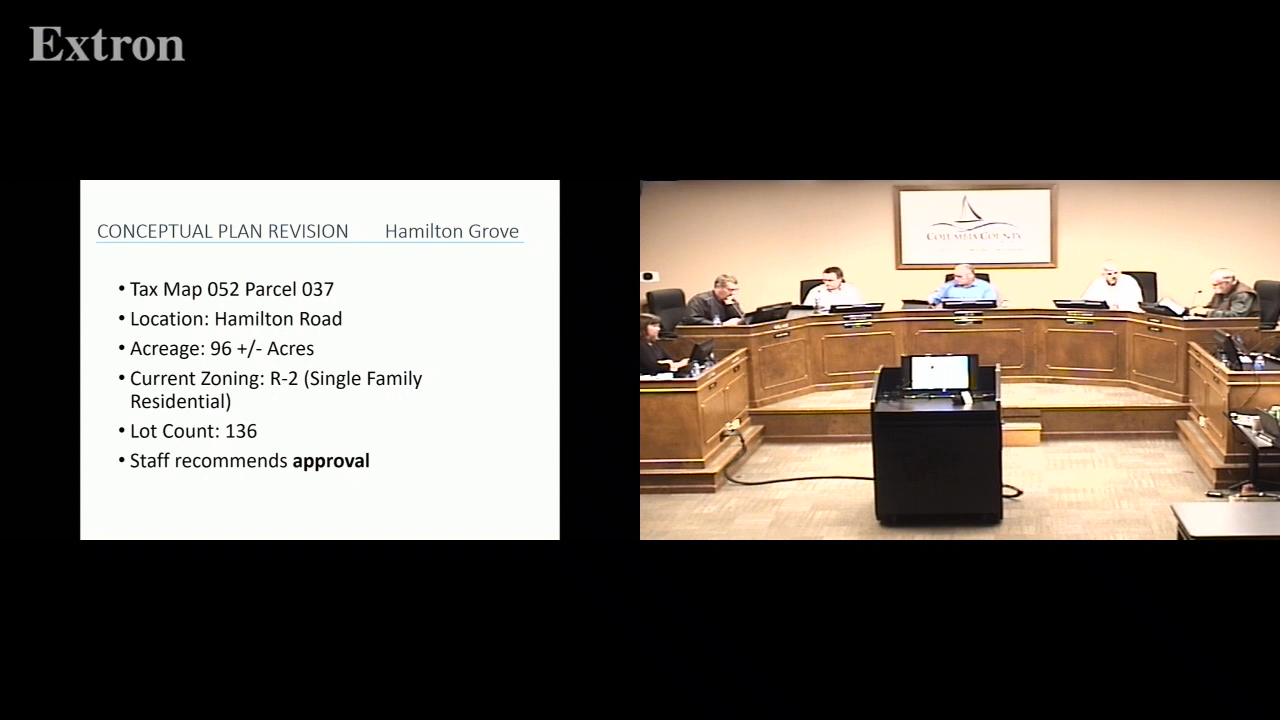 Extron
CONCEPTUAL PLAN REVISION Hamilton Grove
• Tax Map 052 Parcel 037
• Location: Hamilton Road
• Acreage: 96 +/- Acres
• Current Zoning: R-2 (Single Family
Residential)
• Lot Count: 136
• Staff recommends approval
COLUMBIA COUNTY